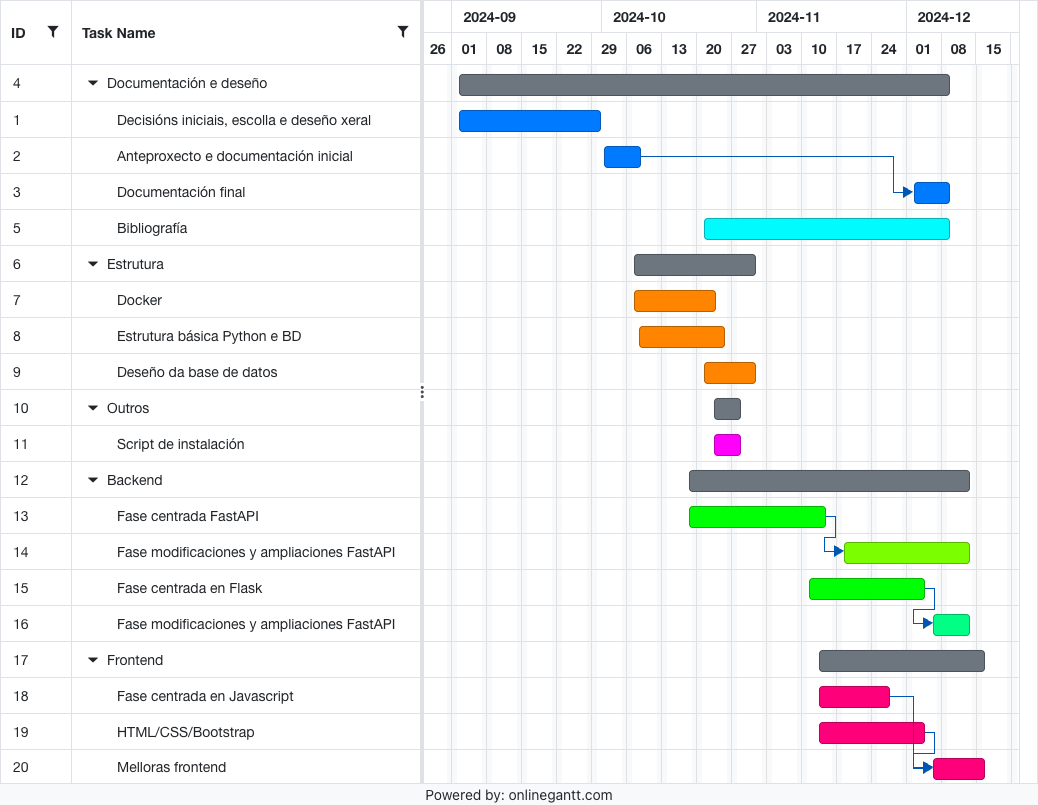 ID Task Name 2024-09 2024-10 2024-11 2024-12
26 01 08 15 22 29 06 13 20 27 03 10 17 24 01 08 15
4 Documentación e deseño
1 Decisións iniciais, escolla e deseño xeral
2 Anteproxecto e documentación inicial
3 Documentación final
5 Bibliografía
6 Estrutura
7 Docker
8 Estrutura básica Python e BD
9 Deseño da base de datos
10 Outros
11 Script de instalación
12 Backend
13 Fase centrada FastAPI
14 Fase modificaciones y ampliaciones FastAPI
15 Fase centrada en Flask
16 Fase modificaciones y ampliaciones FastAPI
17 Frontend
18 Fase centrada en Javascript
19 HTML/CSS/Bootstrap
20 Melloras frontend
Powered by: onlinegantt.com